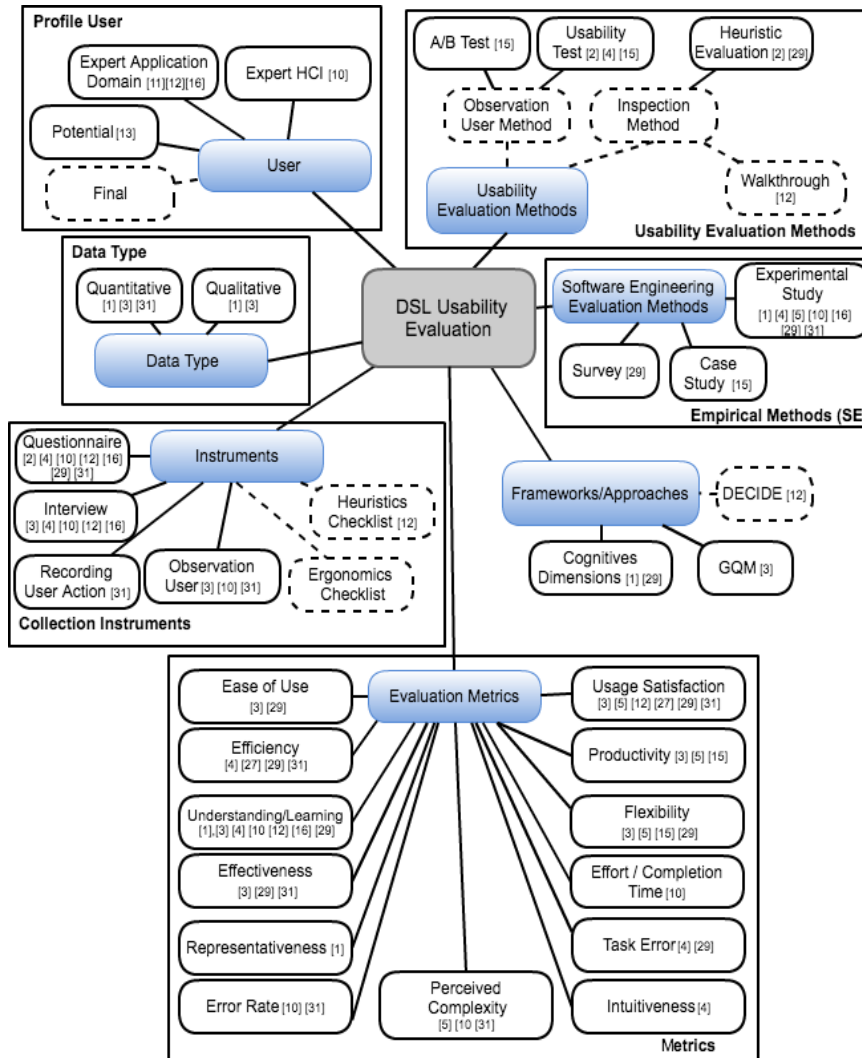 Profile User
Expert Application
Domain [11][12][16]
Expert HCI [10]
Potential [13]
Final
User
A/B Test [15]
Usability
Test [2] [4] [15]
Heuristic
Evaluation [2] [29]
Observation
User Method
Inspection
Method
Usability
Evaluation Methods
Walkthrough
[12]
Usability Evaluation Methods
Data Type
Quantitative
[1] [3] [31]
Qualitative
[1] [3]
Data Type
DSL Usability
Evaluation
Software Engineering
Evaluation Methods
Experimental
Study
[1] [4] [5] [10] [16]
[29] [31]
Survey [29]
Case
Study [15]
Empirical Methods (SE
Questionnaire
[2] [4] [10] [12] [16]
[29] [31]
Instruments
Interview
[3] [4] [10] [12] [16]
Heuristics
Checklist [12]
Recording
User Action [31]
Observation
User [3] [10] [31]
Ergonomics
Checklist
Collection Instruments
Frameworks/Approaches
DECIDE [12]
Cognitives
Dimensions [1] [29]
GQM [3]
Ease of Use
[3] [29]
Evaluation Metrics
Usage Satisfaction
[3] [5] [12] [27] [29] [31]
Efficiency
[4] [27] [29] [31]
Productivity [3] [5] [15]
Understanding/Learning
[1],[3] [4] [10 [12] [16] [29]
Flexibility
[3] [5] [15] [29]
Effectiveness
[3] [29] [31]
Effort / Completion
Time [10]
Representativeness [1]
Task Error [4] [29]
Error Rate [10] [31]
Perceived
Complexity
[5] [10 [31]
Intuitiveness [4]
Metrics